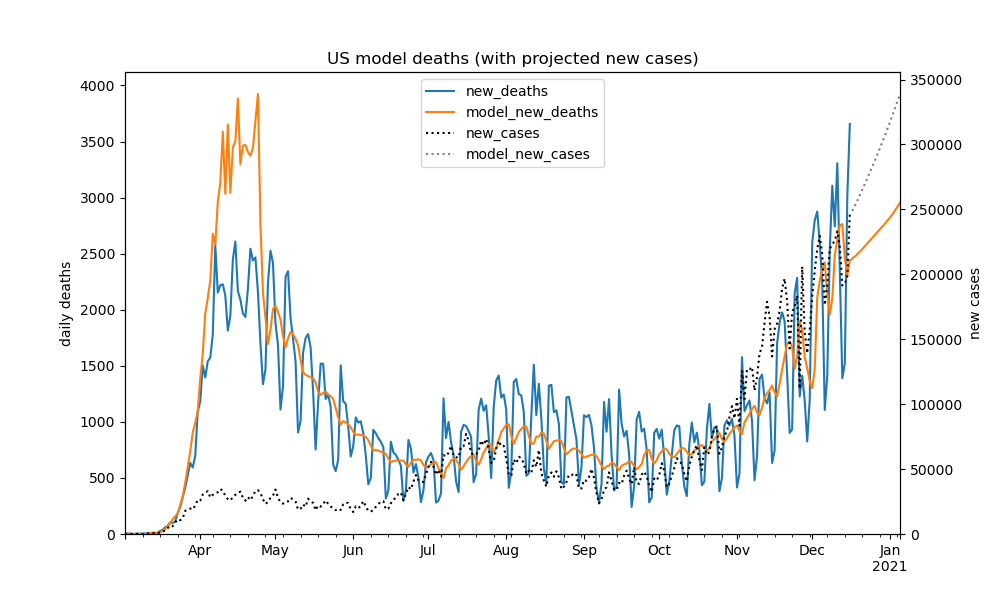 US model deaths (with projected new cases)
new_deaths
model_new_deaths
new_cases
model_new_cases
daily deaths
4000
3500
3000
2500
2000
1500
1000
500
0
350000
300000
250000
200000
150000
100000
50000
0
new cases
Apr May Jun Jul Aug Sep Oct Nov Dec Jan
2021